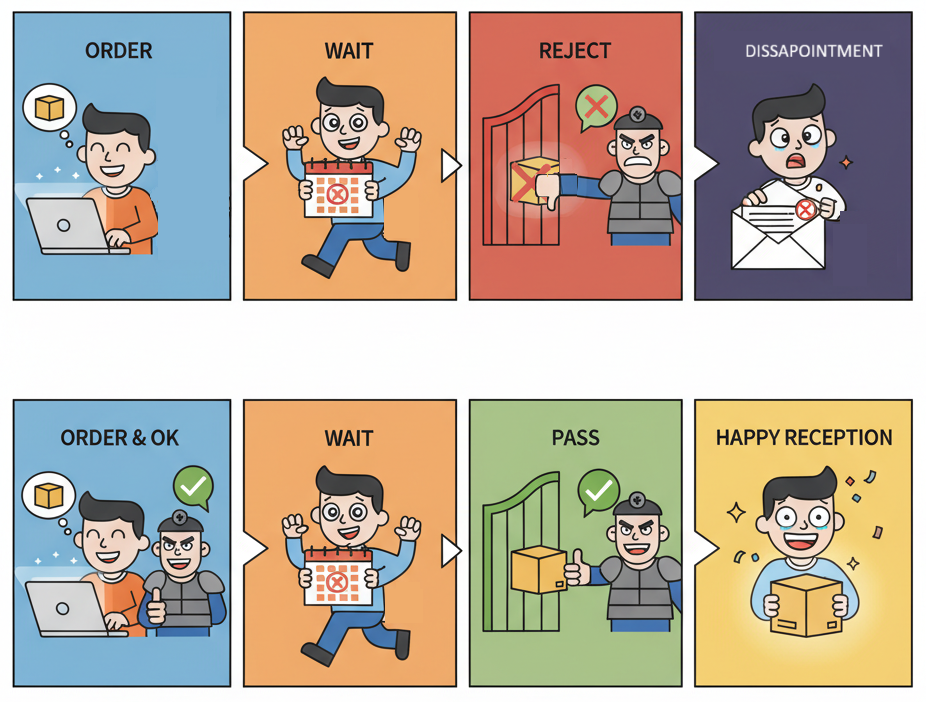 ORDER
WAIT
REJECT
DISSAPOINTMENT
ORDER & OK
WAIT
PASS
HAPPY RECEPTION